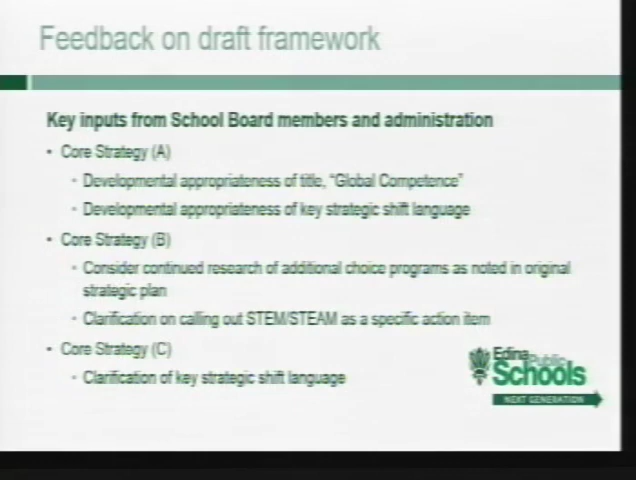 Feedback on draft framework
Key inputs from School Board members and administration
• Core Strategy (A)
- Developmental appropriateness of title, "Global Competence"
- Developmental appropriateness of key strategic shift language
• Core Strategy (B)
- Consider continued research of additional choice programs as noted in original
strategic plan
- Clarification on calling out STEM/STEAM as a specific action item
• Core Strategy (C)
- Clarification of key strategic shift language
Edina Public
Schools
NEXT GENERATION